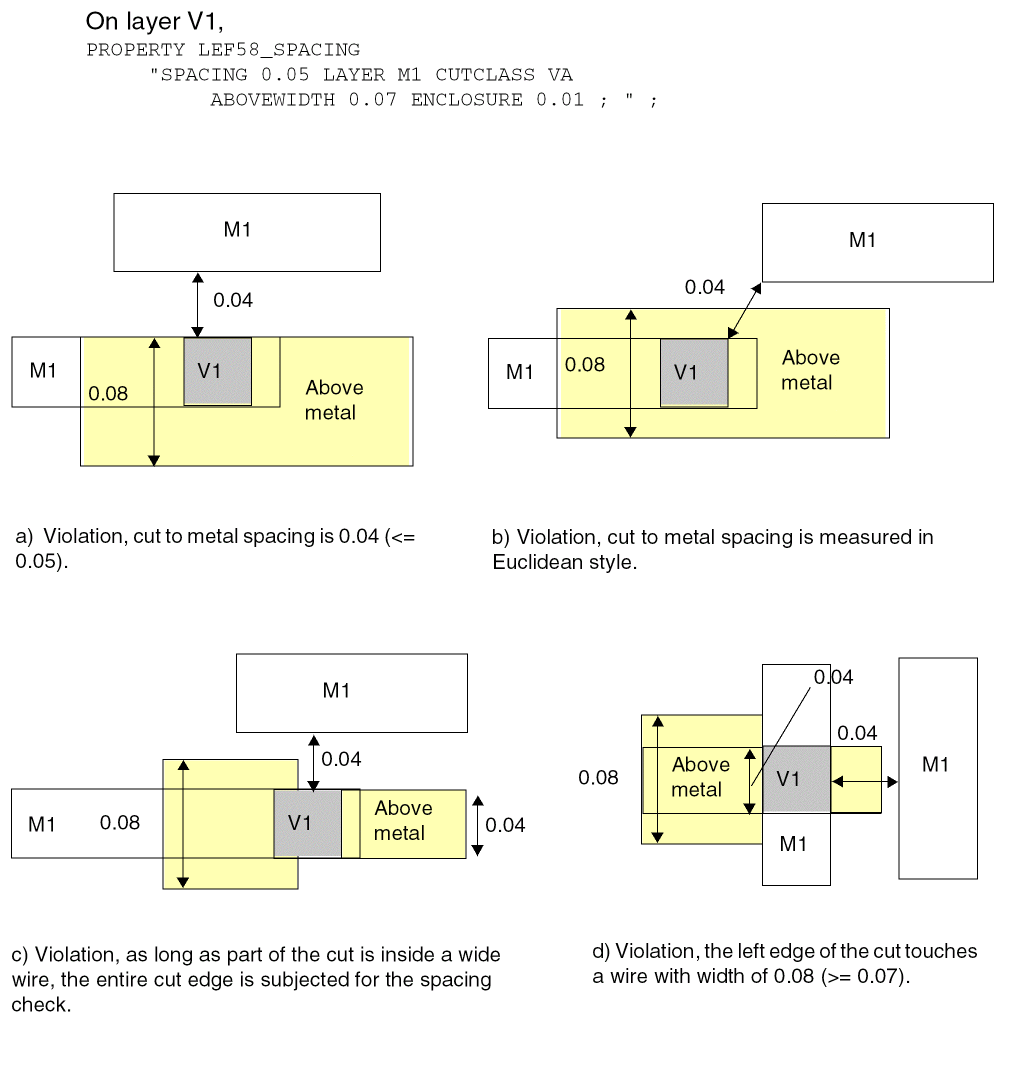 On layer V1,
PROPERTY LEF58_SPACING
"SPACING 0.05 LAYER M1 CUTCLASS VA
ABOVEWIDTH 0.07 ENCLOSURE 0.01 ; " ;
M1
0.04
M1
0.08
V1
Above
metal
a) Violation, cut to metal spacing is 0.04 (<=
0.05).
M1
0.04
M1
0.08
V1
Above
metal
b) Violation, cut to metal spacing is measured in
Euclidean style.
M1
0.04
M1
0.08
V1
Above
metal
0.04
c) Violation, as long as part of the cut is inside a wide
wire, the entire cut edge is subjected for the spacing
check.
0.04
0.04
0.08
Above
metal
V1
M1
M1
d) Violation, the left edge of the cut touches
a wire with width of 0.08 (>= 0.07).